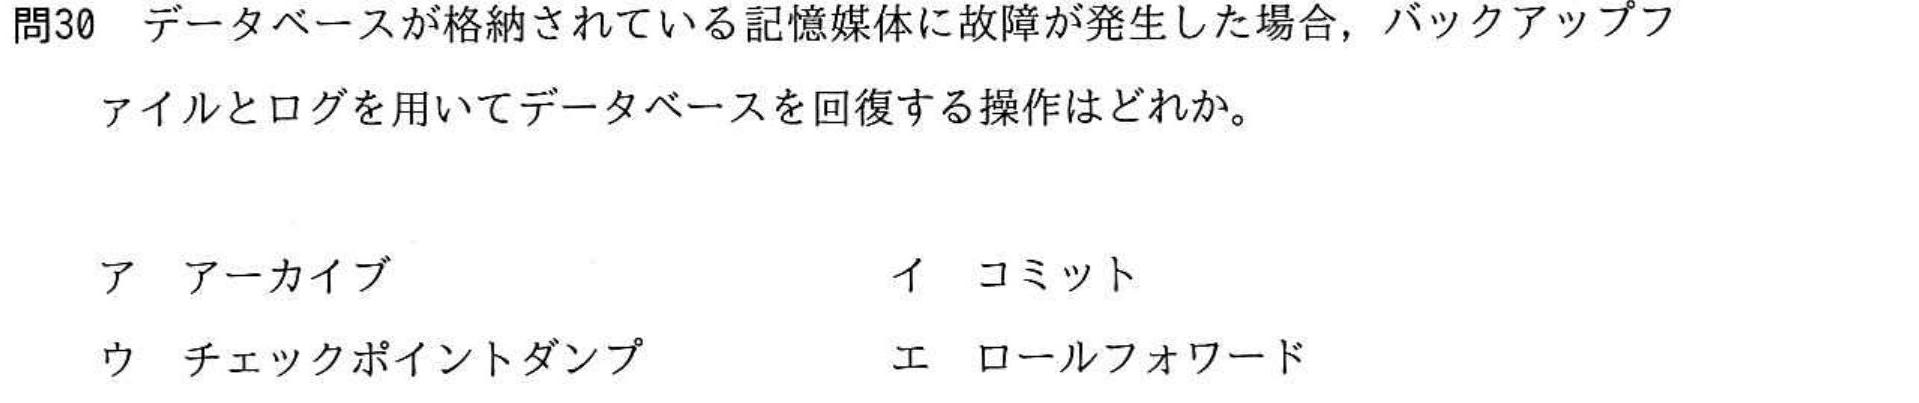 問30　データベースが格納されている記憶媒体に故障が発生した場合，バックアップフ
ァイルとログを用いてデータベースを回復する操作はどれか。
ア　アーカイブ　イ　コミット
ウ　チェックポイントダンプ　エ　ロールフォワード